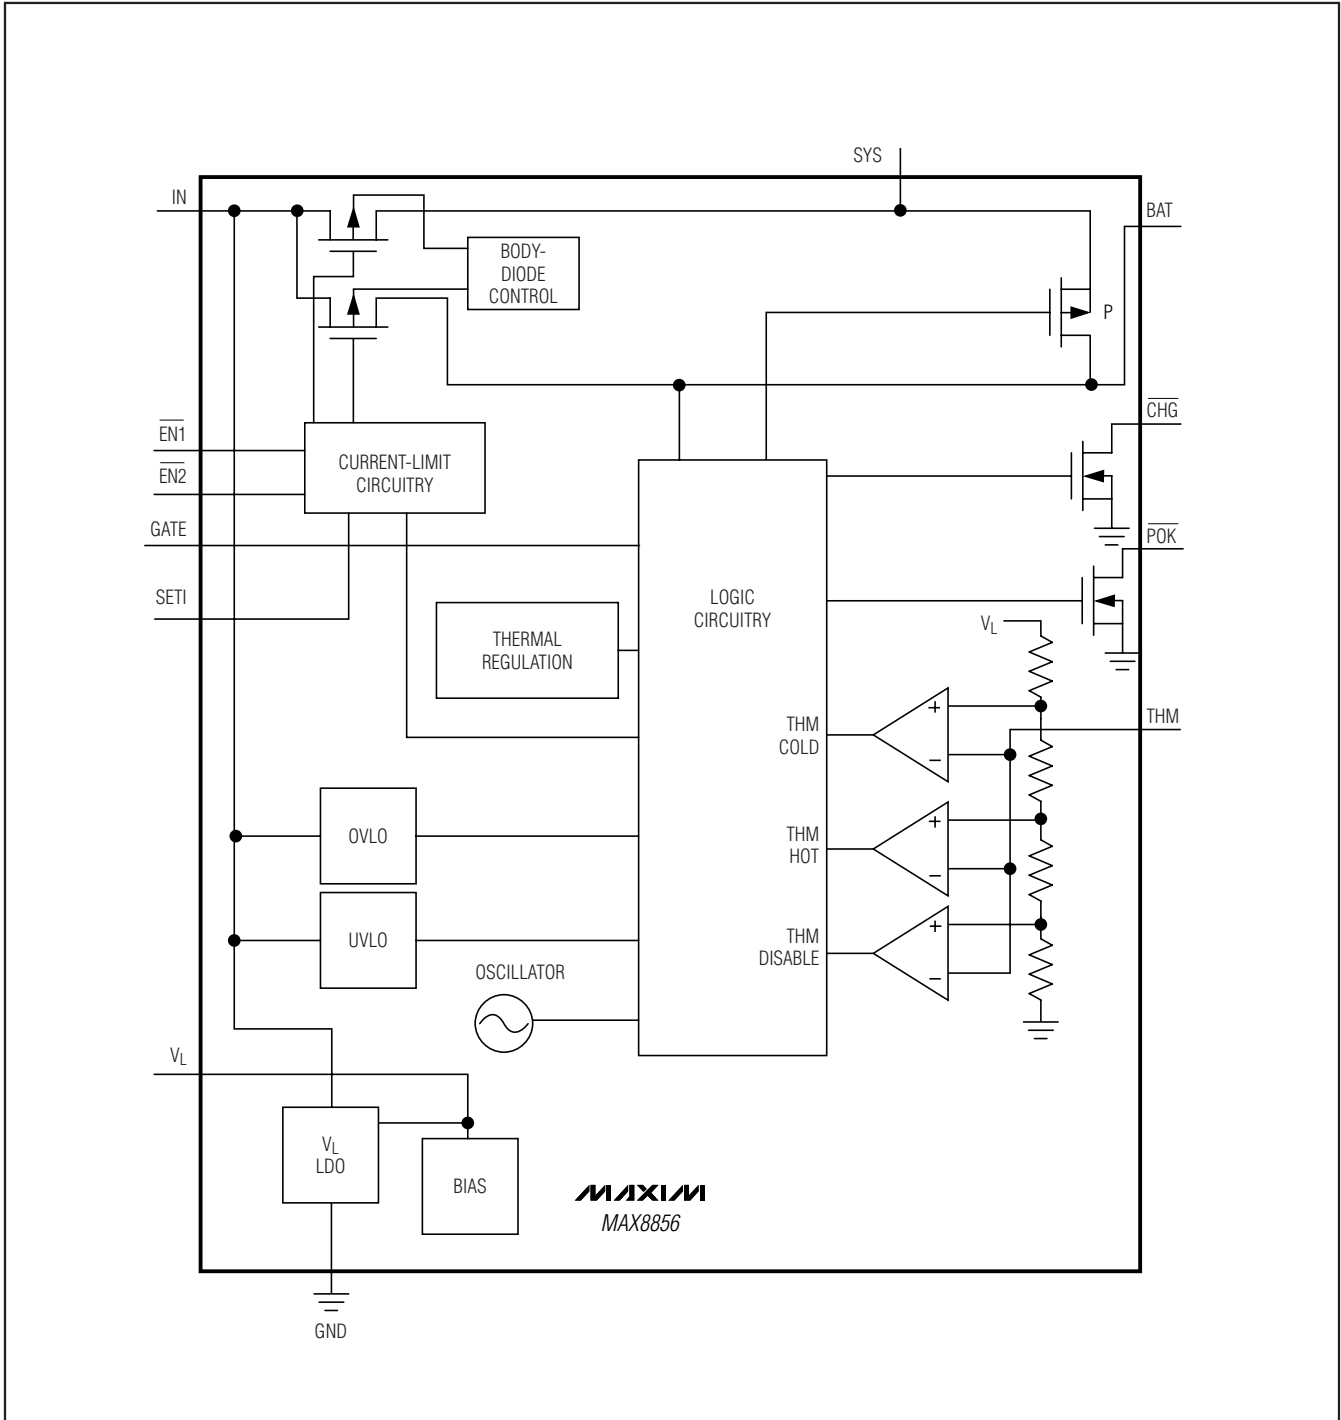 SYS
IN
BAT
BODY-
DIODE
CONTROL
P
CHG
EN1
CURRENT-LIMIT
CIRCUITRY
EN2
GATE
POK
SETI
LOGIC
CIRCUITRY
THERMAL
REGULATION
VL
THM
COLD
THM
OVLO
THM
HOT
UVLO
THM
DISABLE
OSCILLATOR
VL
VL
LDO
BIAS
MAXIM
MAX8856
GND